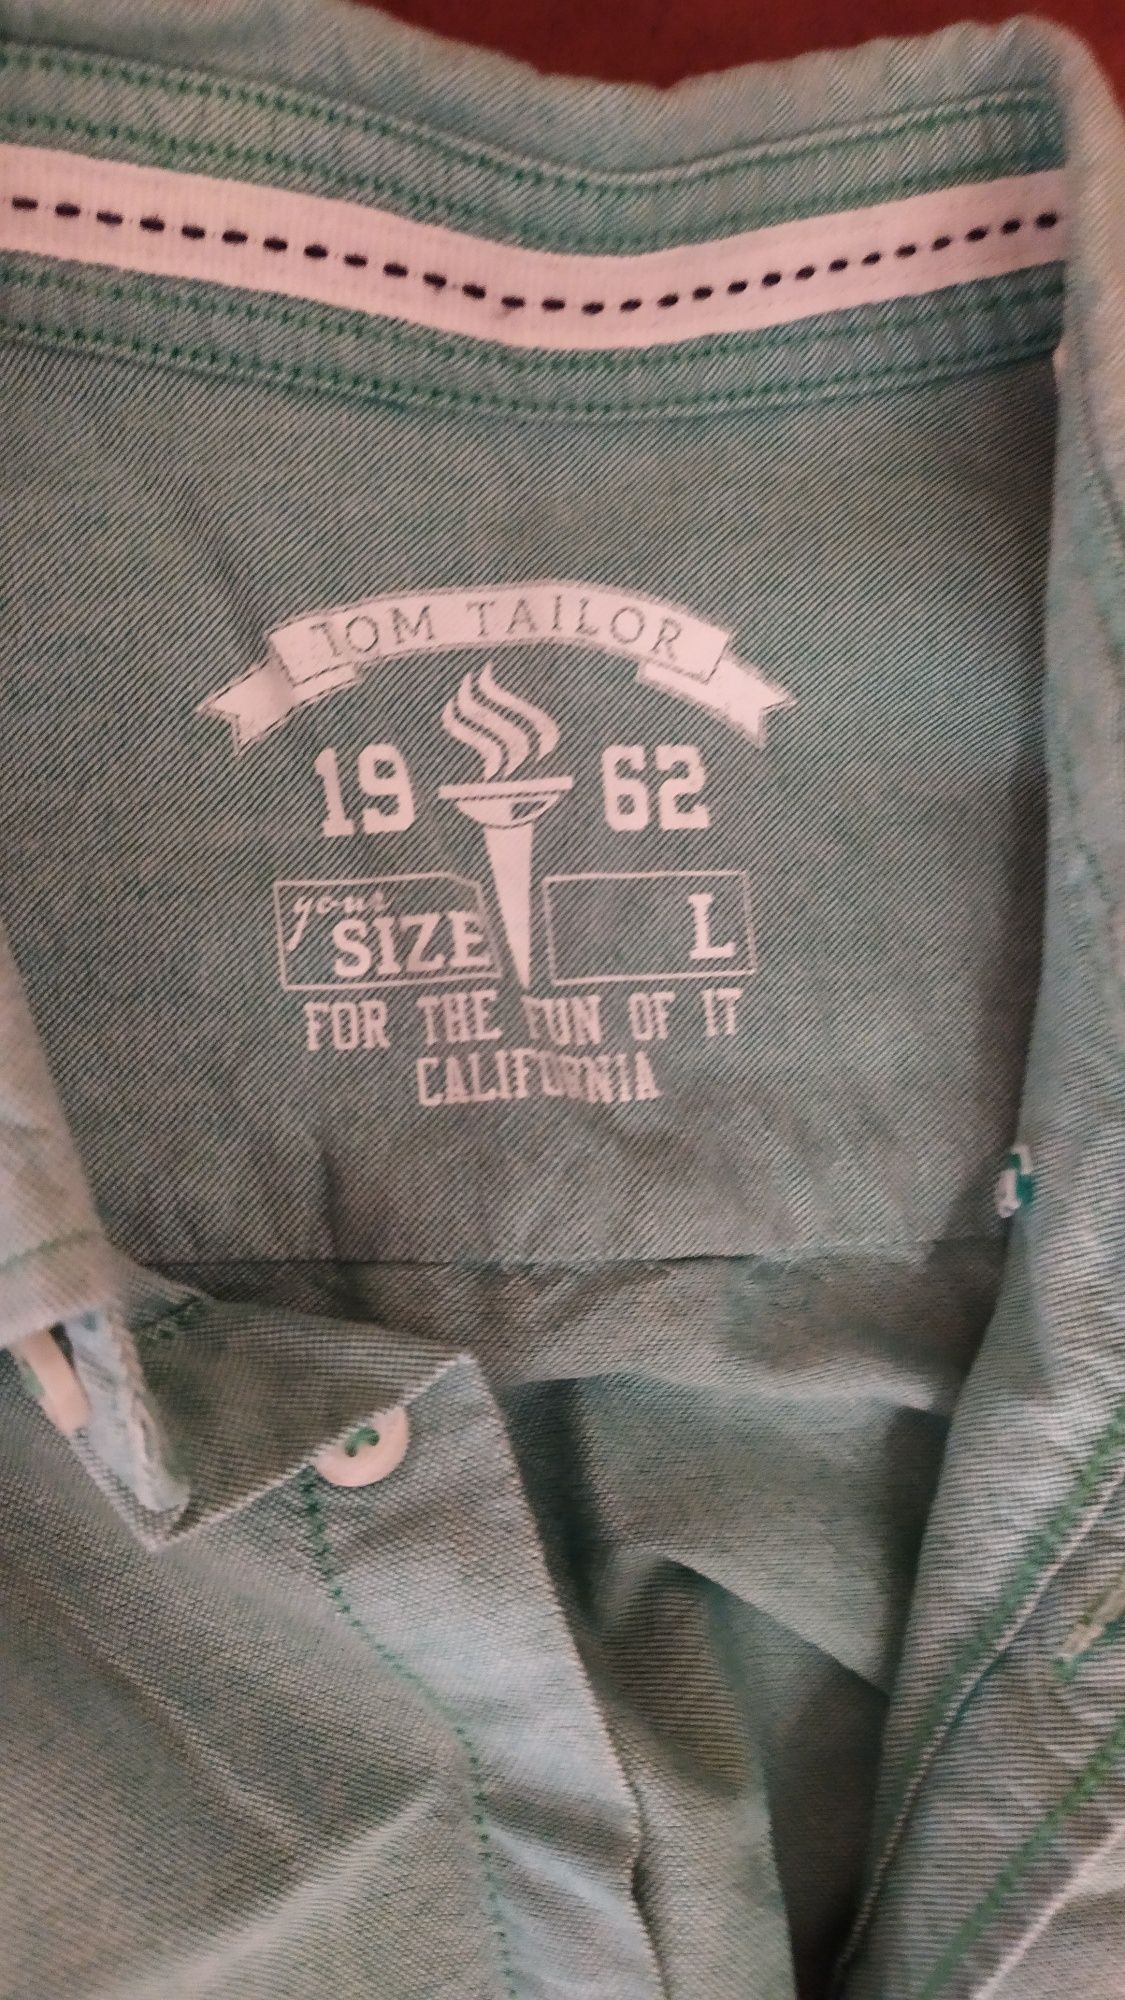 TOM TAILOR
19 62
your SIZE L
FOR THE FUN OF IT
CALIFORNIA